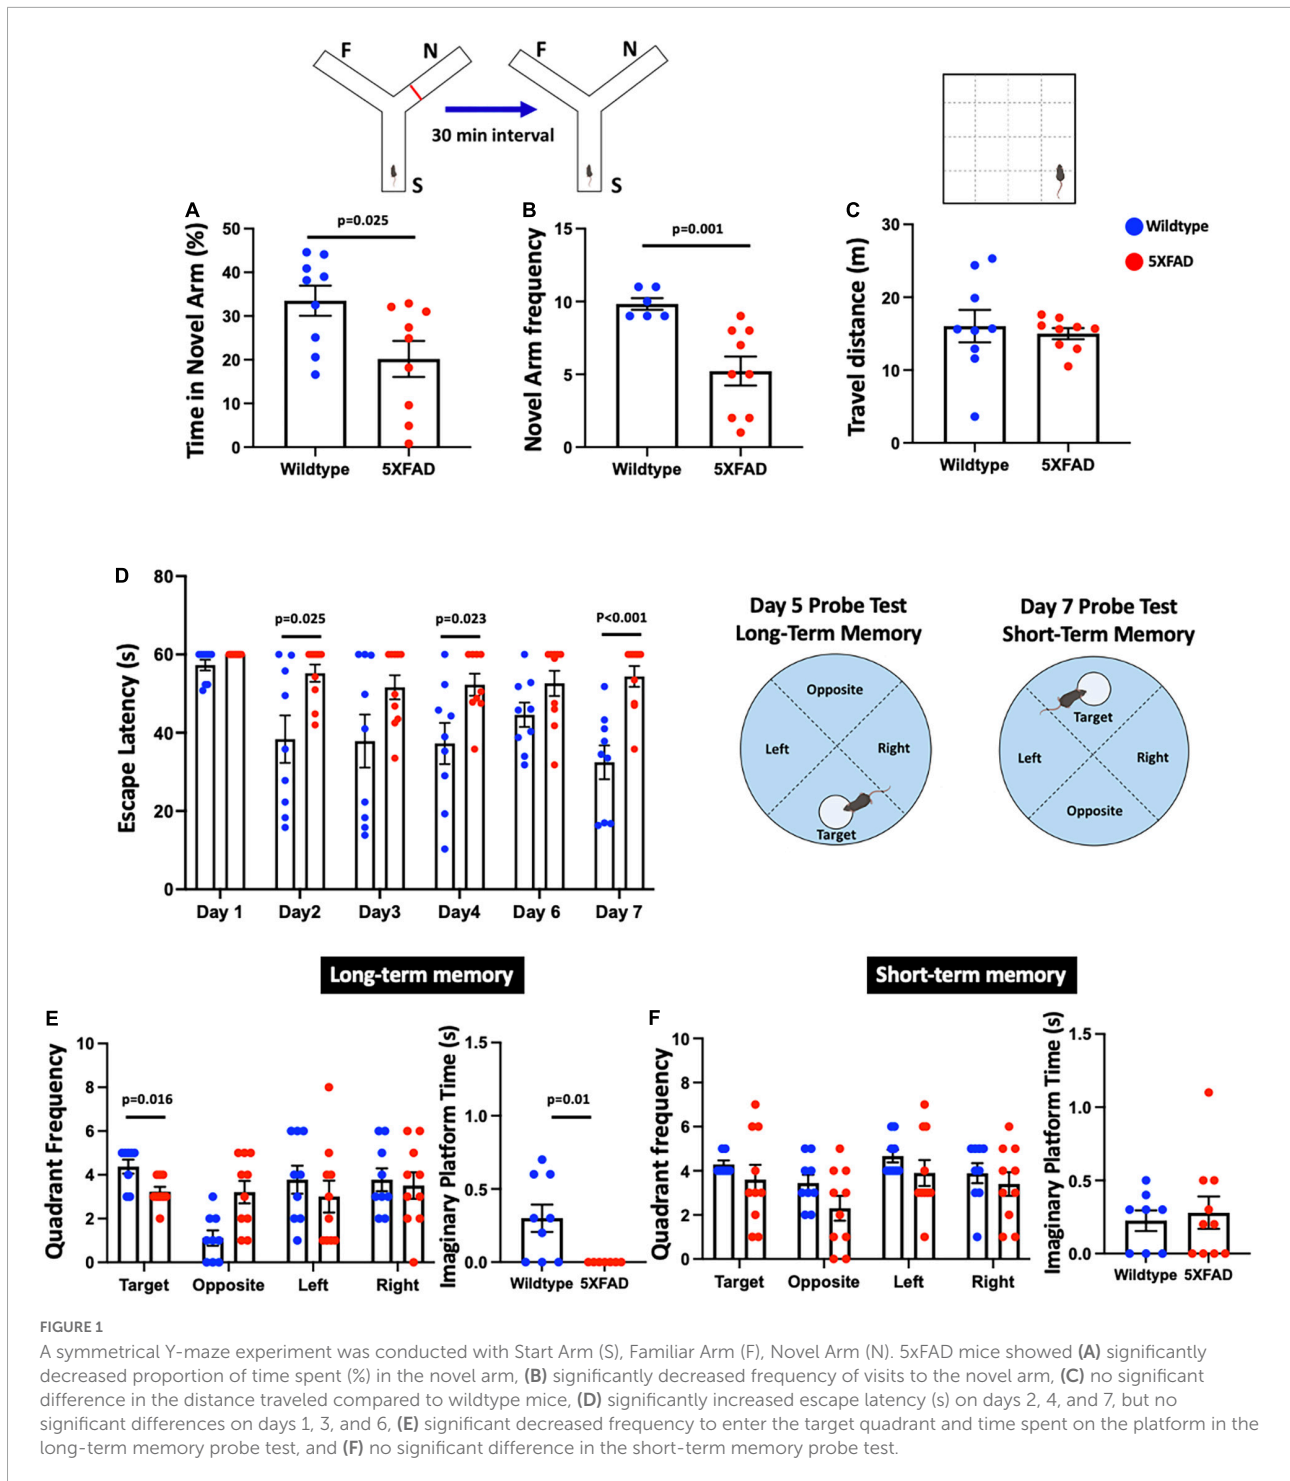 F
N
F
N
30 min interval
S
S
A
p=0.025
Time in Novel Arm (%)
50
40
30
20
10
0
Wildtype
5XFAD
B
p=0.001
Novel Arm frequency
15
10
5
0
Wildtype
5XFAD
C
Travel distance (m)
30
20
10
0
Wildtype
5XFAD
Wildtype
5XFAD
D
Escape Latency (s)
80
60
40
20
0
p=0.025
p=0.023
P<0.001
Day 1
Day2
Day3
Day4
Day 6
Day 7
Day 5 Probe Test
Long-Term Memory
Opposite
Left
Right
Target
Day 7 Probe Test
Short-Term Memory
Target
Left
Right
Opposite
Long-term memory
Short-term memory
E
Quadrant Frequency
10
8
6
4
2
0
p=0.016
Target
Opposite
Left
Right
Imaginary Platform Time (s)
1.5
1.0
0.5
0.0
p=0.01
Wildtype
5XFAD
F
Quadrant frequency
10
8
6
4
2
0
Target
Opposite
Left
Right
Imaginary Platform Time (s)
1.5
1.0
0.5
0.0
Wildtype
5XFAD
FIGURE 1
A symmetrical Y-maze experiment was conducted with Start Arm (S), Familiar Arm (F), Novel Arm (N). 5xFAD mice showed (A) significantly
decreased proportion of time spent (%) in the novel arm, (B) significantly decreased frequency of visits to the novel arm, (C) no significant
difference in the distance traveled compared to wildtype mice, (D) significantly increased escape latency (s) on days 2, 4, and 7, but no
significant differences on days 1, 3, and 6, (E) significant decreased frequency to enter the target quadrant and time spent on the platform in the
long-term memory probe test, and (F) no significant difference in the short-term memory probe test.